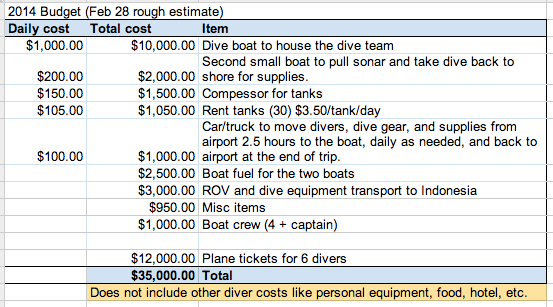 2014 Budget (Feb 28 rough estimate)
Daily cost Total cost Item
$1,000.00 $10,000.00 Dive boat to house the dive team
Second small boat to pull sonar and take dive back to
$200.00 $2,000.00 shore for supplies.
$150.00 $1,500.00 Compessor for tanks
$105.00 $1,050.00 Rent tanks (30) $3.50/tank/day
Car/truck to move divers, dive gear, and supplies from
airport 2.5 hours to the boat, daily as needed, and back to
$100.00 $1,000.00 airport at the end of trip.
$2,500.00 Boat fuel for the two boats
$3,000.00 ROV and dive equipment transport to Indonesia
$950.00 Misc items
$1,000.00 Boat crew (4 + captain)
$12,000.00 Plane tickets for 6 divers
$35,000.00 Total
Does not include other diver costs like personal equipment, food, hotel, etc.